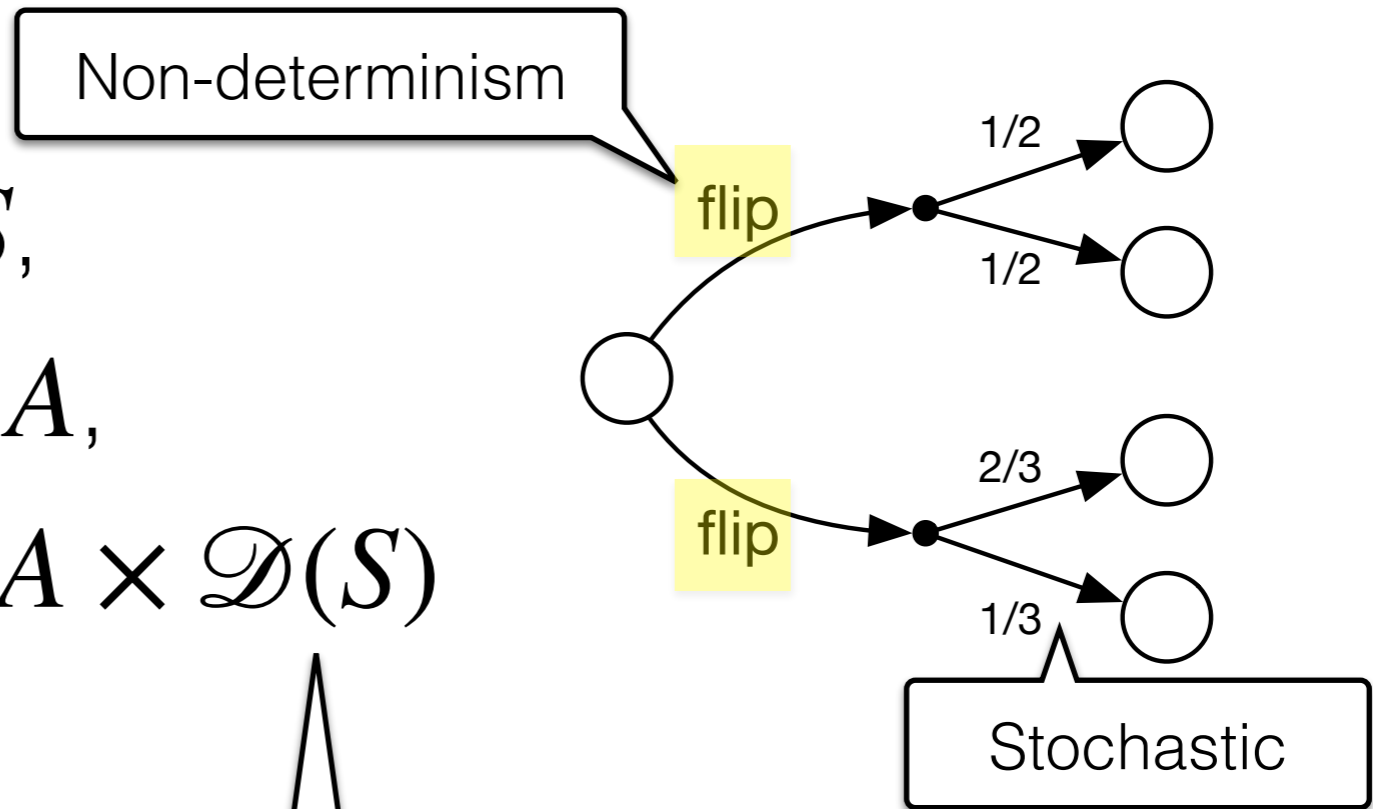 Non-determinism
S,
A,
A × 𝒟(S)
flip
1/2
1/2
flip
2/3
1/3
Stochastic